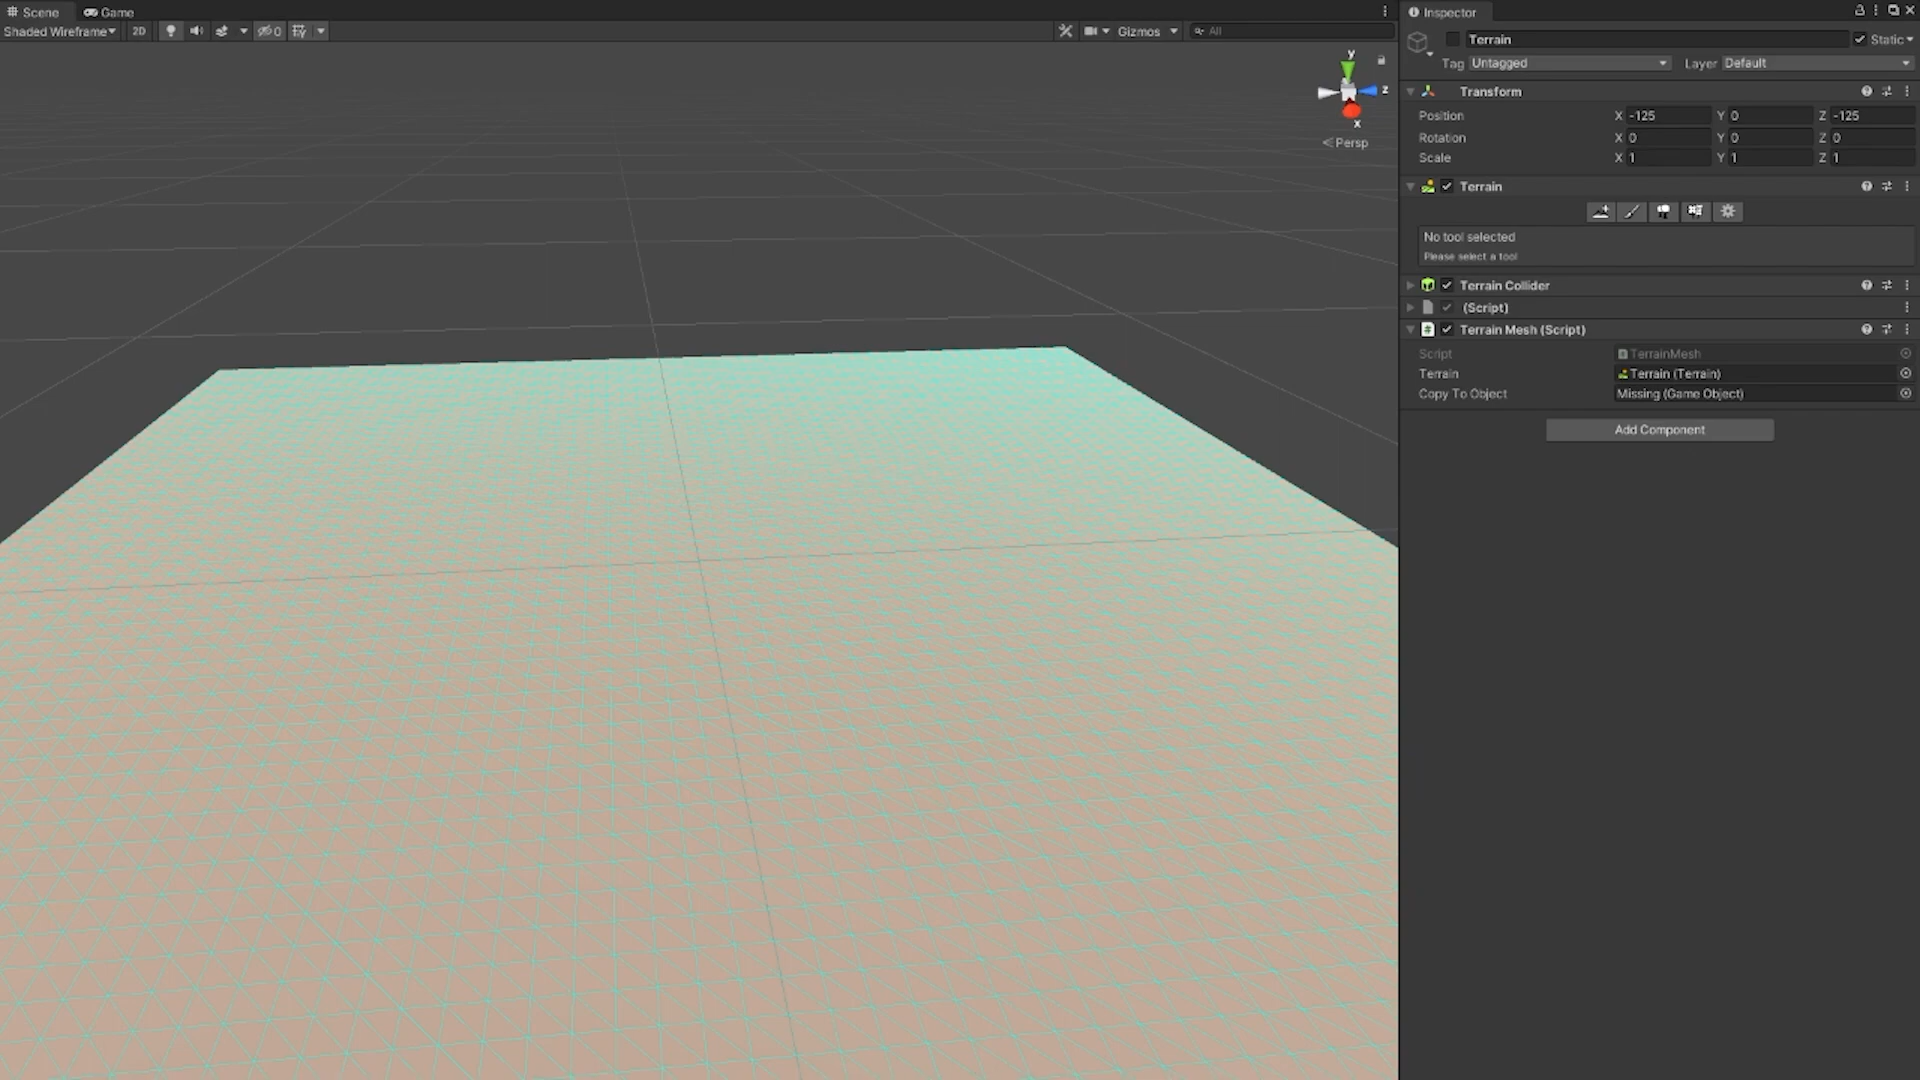 Scene
Game
Shaded Wireframe
2D
0
Gizmos
All
y
z
x
Persp
Inspector
Terrain
Static
Tag Untagged Layer Default
Transform
Position X -125 Y 0 Z -125
Rotation X 0 Y 0 Z 0
Scale X 1 Y 1 Z 1
Terrain
No tool selected
Please select a tool
Terrain Collider
(Script)
Terrain Mesh (Script)
Script TerrainMesh
Terrain Terrain (Terrain)
Copy To Object Missing (Game Object)
Add Component